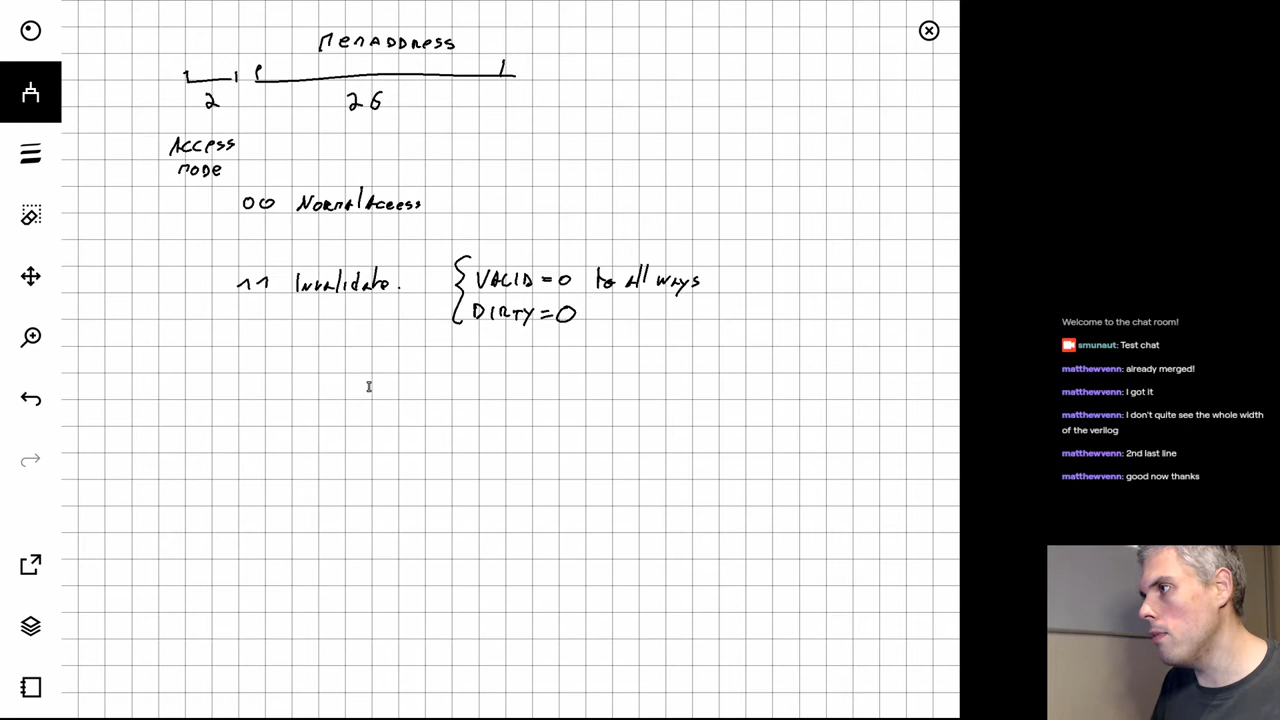 MEMADDRESS
2 26
ACCESS
MODE
00 NormalAccess
11 Invalidate. { VALID = 0 to all ways
DIRTY = 0
Welcome to the chat room!
smunaut: Test chat
matthewvenn: already merged!
matthewvenn: I got it
matthewvenn: I don't quite see the whole width
of the verilog
matthewvenn: 2nd last line
matthewvenn: good now thanks